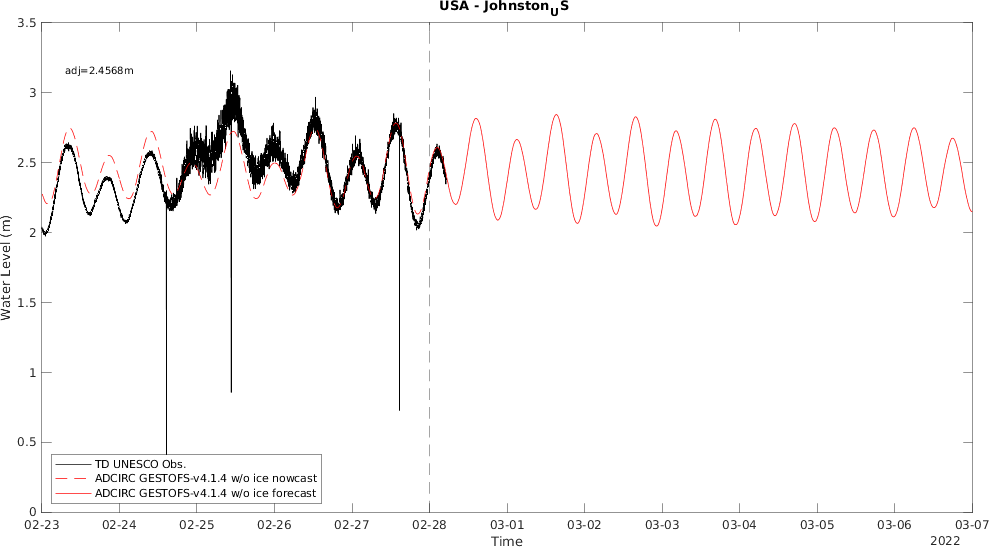 USA - Johnston_US
3.5
adj=2.4568m
3
2.5
2
Water Level (m)
1.5
1
0.5
TD UNESCO Obs.
ADCIRC GESTOFS-v4.1.4 w/o ice nowcast
ADCIRC GESTOFS-v4.1.4 w/o ice forecast
0
02-23 02-24 02-25 02-26 02-27 02-28 03-01 03-02 03-03 03-04 03-05 03-06 03-07
Time
2022